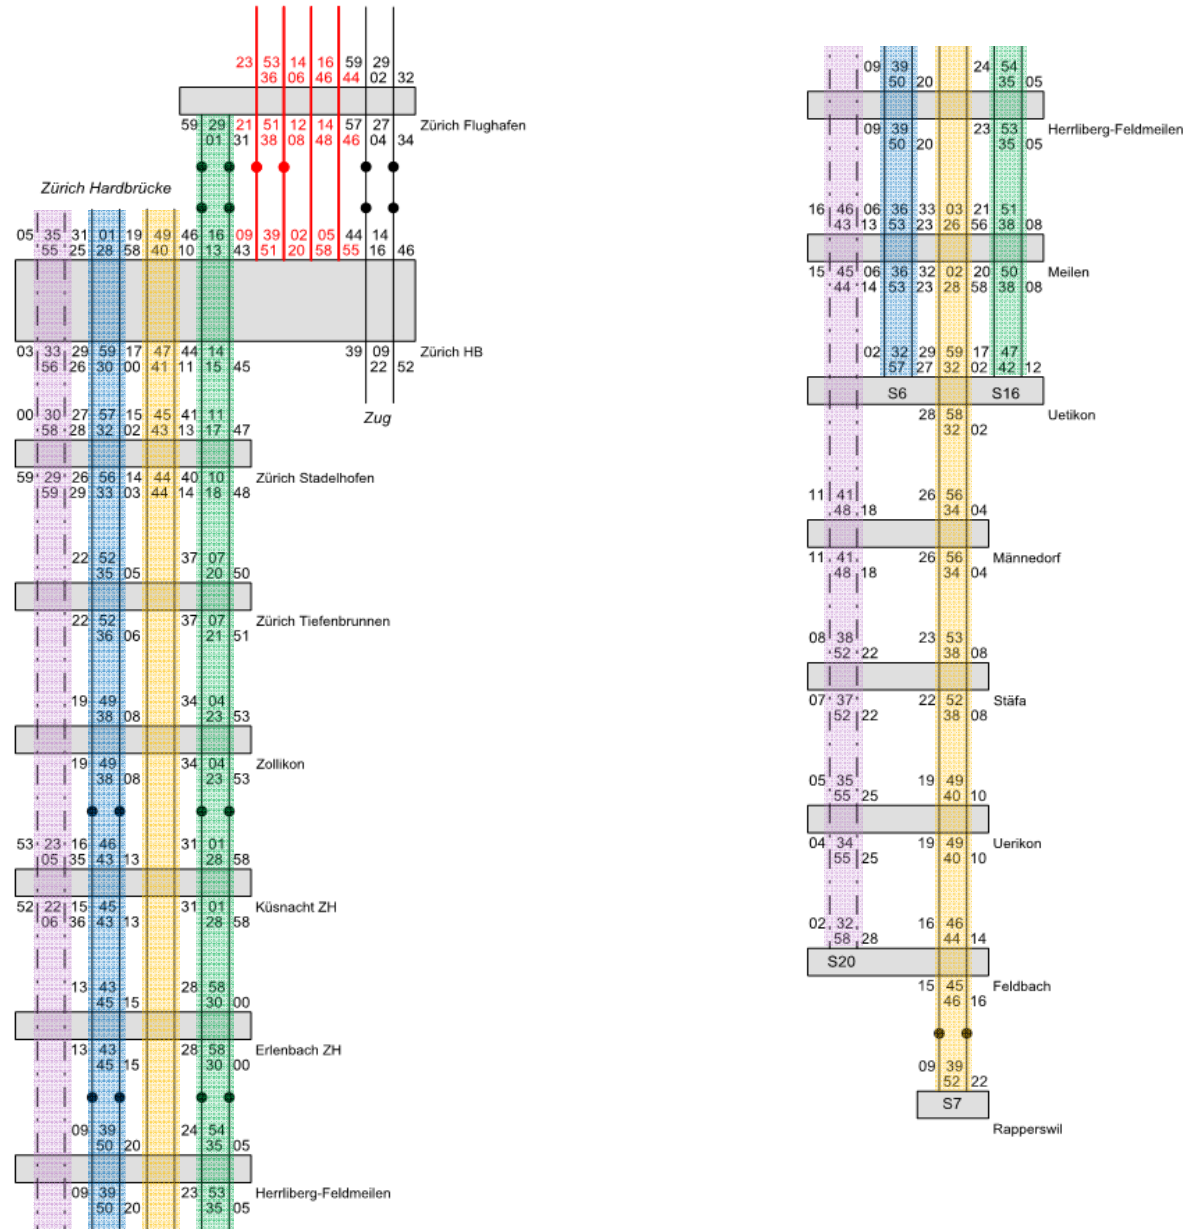 23 53 14 16 59 29
36 06 46 44 02 32
Zürich Flughafen
59 29 21 51 12 14 57 27
01 31 38 08 48 46 04 34
Zürich Hardbrücke
05 35 31 01 19 49 46 16 09 39 02 05 44 14
55 25 28 58 40 10 13 43 51 20 58 55 16 46
Zürich HB
03 33 29 59 17 47 44 14 39 09
56 26 30 00 41 11 15 45 22 52
Zug
00 30 27 57 15 45 41 11
58 28 32 02 43 13 17 47
Zürich Stadelhofen
59 29 26 56 14 44 40 10
59 29 33 03 44 14 18 48
22 52 37 07
35 05 20 50
Zürich Tiefenbrunnen
22 52 37 07
36 06 21 51
19 49 34 04
38 08 23 53
Zollikon
19 49 34 04
38 08 23 53
53 23 16 46 31 01
05 35 43 13 28 58
Küsnacht ZH
52 22 15 45 31 01
06 36 43 13 28 58
13 43 28 58
45 15 30 00
Erlenbach ZH
13 43 28 58
45 15 30 00
09 39 24 54
50 20 35 05
Herrliberg-Feldmeilen
09 39 23 53
50 20 35 05
09 39 24 54
50 20 35 05
Herrliberg-Feldmeilen
09 39 23 53
50 20 35 05
16 46 06 36 33 03 21 51
43 13 53 23 26 56 38 08
Meilen
15 45 06 36 32 02 20 50
44 14 53 23 28 58 38 08
02 32 29 59 17 47
57 27 32 02 42 12
S6 S16
Uetikon
28 58
32 02
11 41 26 56
48 18 34 04
Männedorf
11 41 26 56
48 18 34 04
08 38 23 53
52 22 38 08
Stäfa
07 37 22 52
52 22 38 08
05 35 19 49
55 25 40 10
Uerikon
04 34 19 49
55 25 40 10
02 32 16 46
58 28 44 14
S20
Feldbach
15 45
46 16
09 39
52 22
S7
Rapperswil